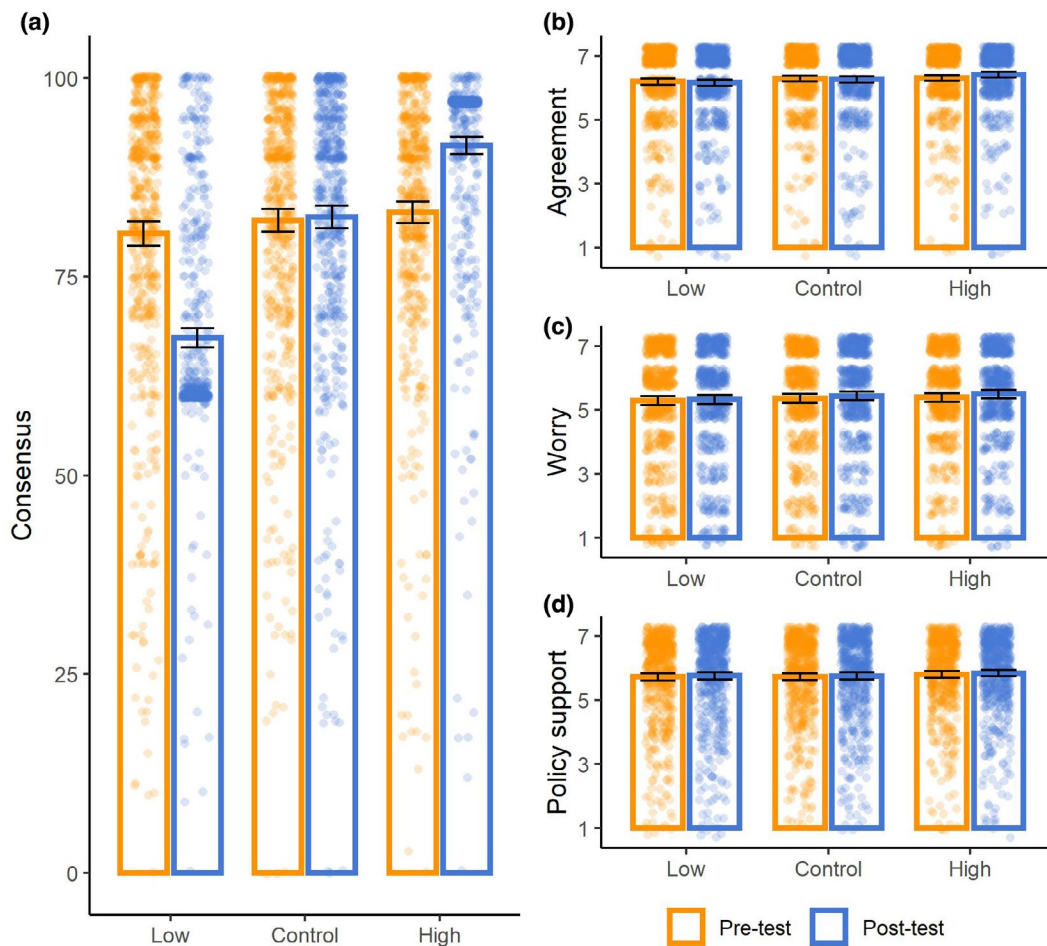 (a)
Consensus
100
75
50
25
0
Low Control High
(b)
Agreement
7
5
3
1
Low Control High
(c)
Worry
7
5
3
1
Low Control High
(d)
Policy support
7
5
3
1
Low Control High
Pre-test Post-test